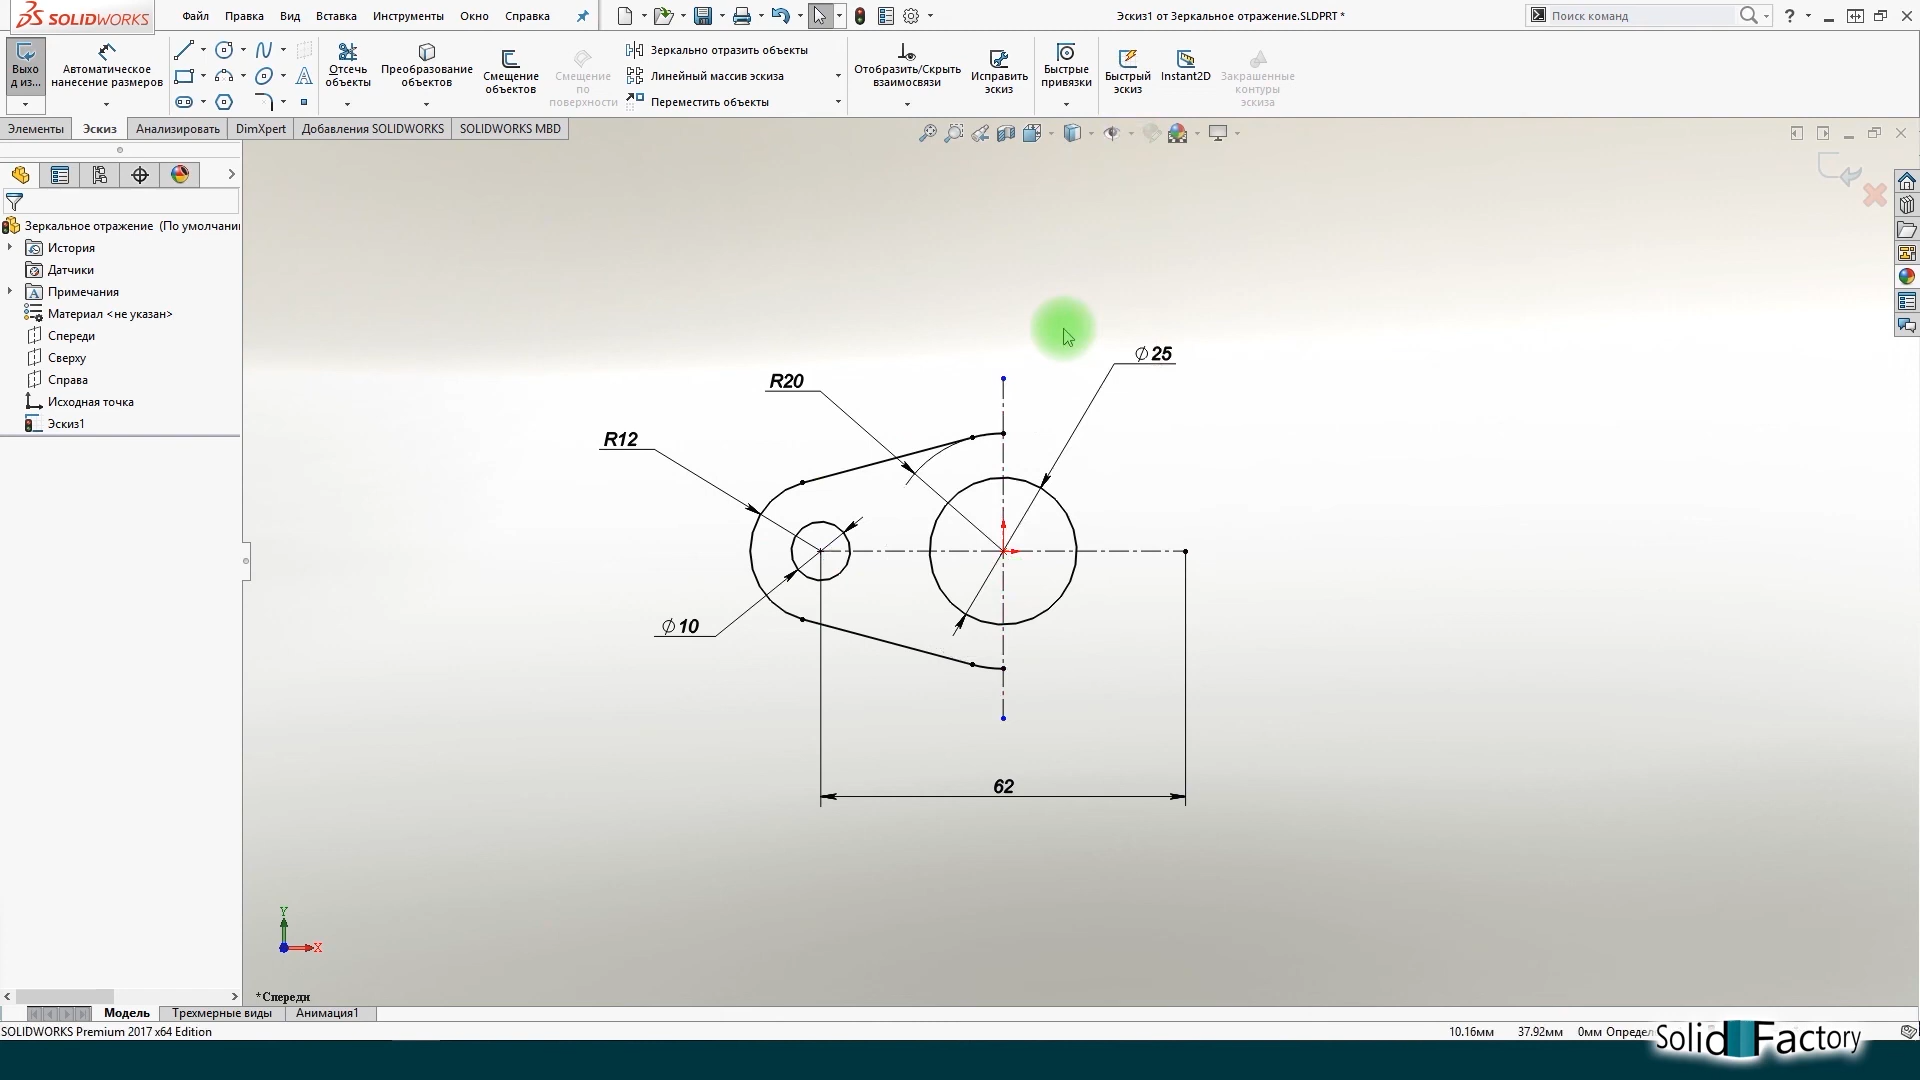 SOLIDWORKS
Файл Правка Вид Вставка Инструменты Окно Справка
Эскиз1 от Зеркальное отражение.SLDPRT *
Поиск команд
Выхо
д из...
Автоматическое
нанесение размеров
Отсечь
объекты
Преобразование
объектов
Смещение
объектов
Смещение
по
поверхности
Зеркально отразить объекты
Линейный массив эскиза
Переместить объекты
Отобразить/Скрыть
взаимосвязи
Исправить
эскиз
Быстрые
привязки
Быстрый
эскиз
Instant2D
Закрашенные
контуры
эскиза
Элементы Эскиз Анализировать DimXpert Добавления SOLIDWORKS SOLIDWORKS MBD
Зеркальное отражение (По умолчани
История
Датчики
Примечания
Материал <не указан>
Спереди
Сверху
Справа
Исходная точка
Эскиз1
∅25
R20
R12
∅10
62
Y
X
*Спереди
Модель Трехмерные виды Анимация1
SOLIDWORKS Premium 2017 x64 Edition
10.16мм 37.92мм 0мм Определ
Solid Factory